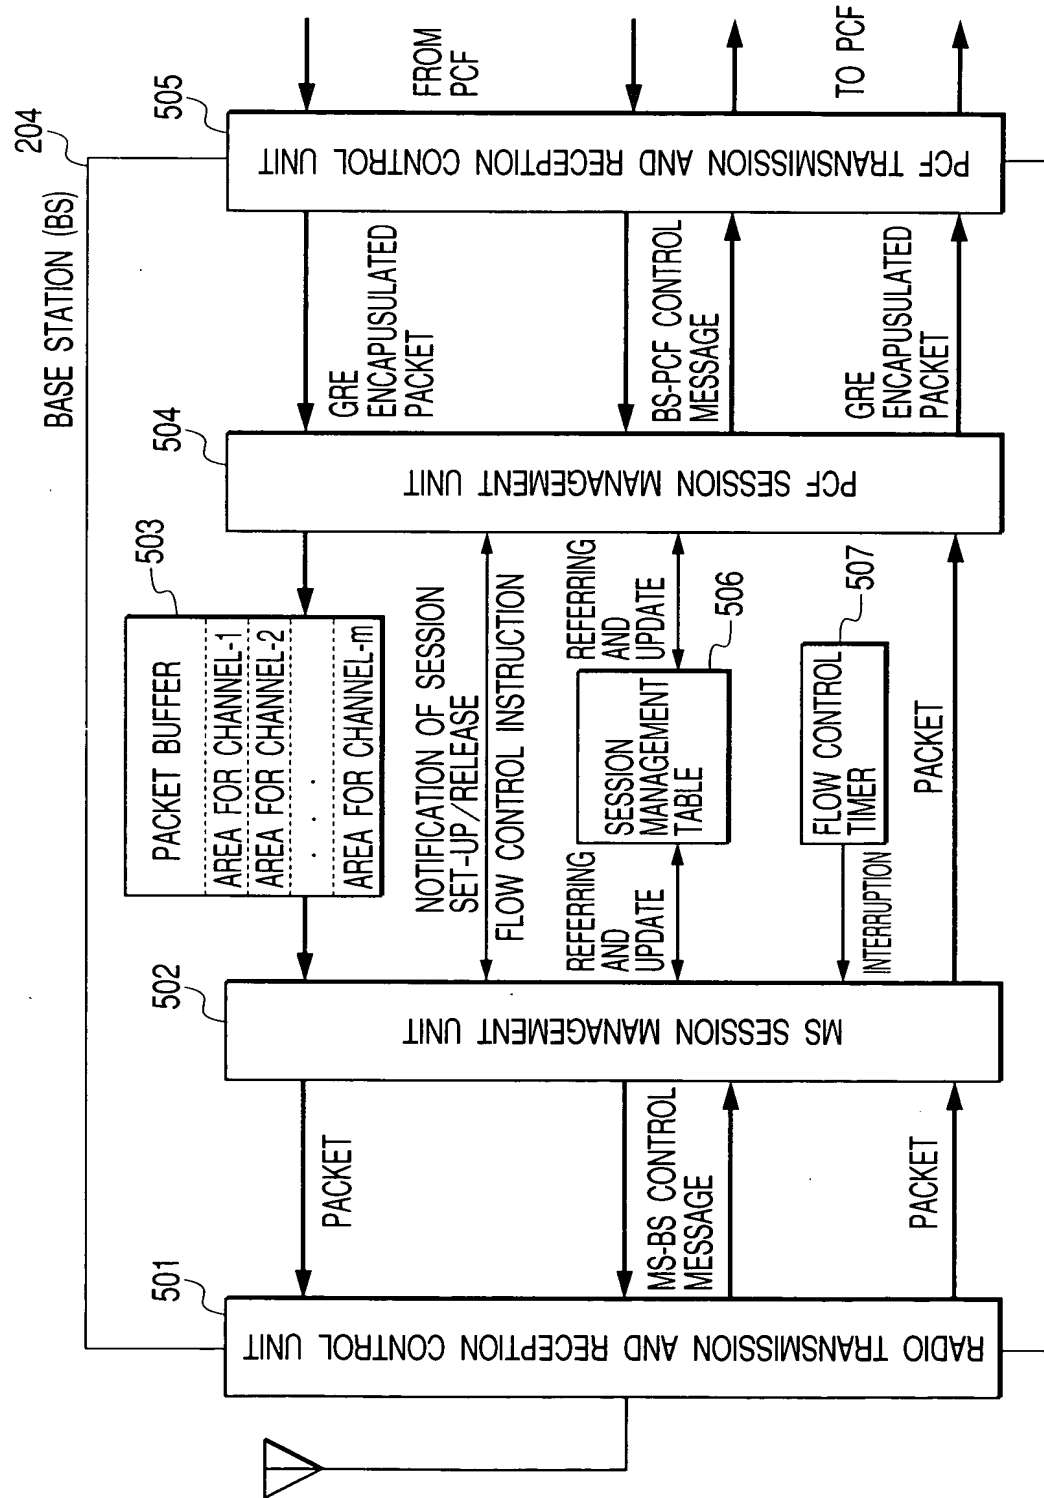 BASE STATION (BS)
204
501
RADIO TRANSMISSION AND RECEPTION CONTROL UNIT
PACKET
MS-BS CONTROL
MESSAGE
PACKET
502
MS SESSION MANAGEMENT UNIT
503
PACKET BUFFER
AREA FOR CHANNEL-1
AREA FOR CHANNEL-2
. . .
AREA FOR CHANNEL-m
NOTIFICATION OF SESSION
SET-UP/RELEASE
FLOW CONTROL INSTRUCTION
REFERRING
AND
UPDATE
SESSION
MANAGEMENT
TABLE
506
REFERRING
AND
UPDATE
INTERRUPTION
FLOW CONTROL
TIMER
507
PACKET
504
PCF SESSION MANAGEMENT UNIT
GRE
ENCAPUSULATED
PACKET
BS-PCF CONTROL
MESSAGE
GRE
ENCAPUSULATED
PACKET
505
PCF TRANSMISSION AND RECEPTION CONTROL UNIT
FROM
PCF
TO PCF